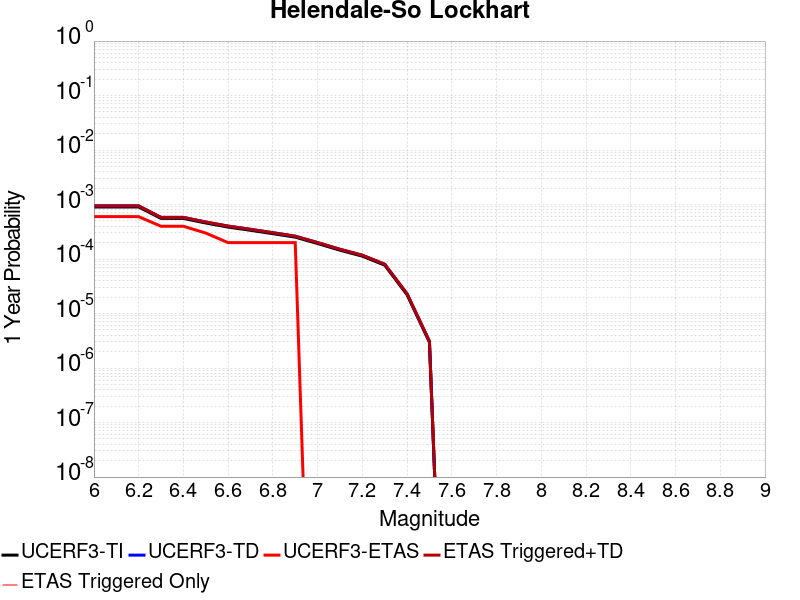 Helendale-So Lockhart
10^0
10^-1
10^-2
10^-3
10^-4
10^-5
10^-6
10^-7
10^-8
1 Year Probability
6 6.2 6.4 6.6 6.8 7 7.2 7.4 7.6 7.8 8 8.2 8.4 8.6 8.8 9
Magnitude
UCERF3-TI UCERF3-TD UCERF3-ETAS ETAS Triggered+TD
ETAS Triggered Only